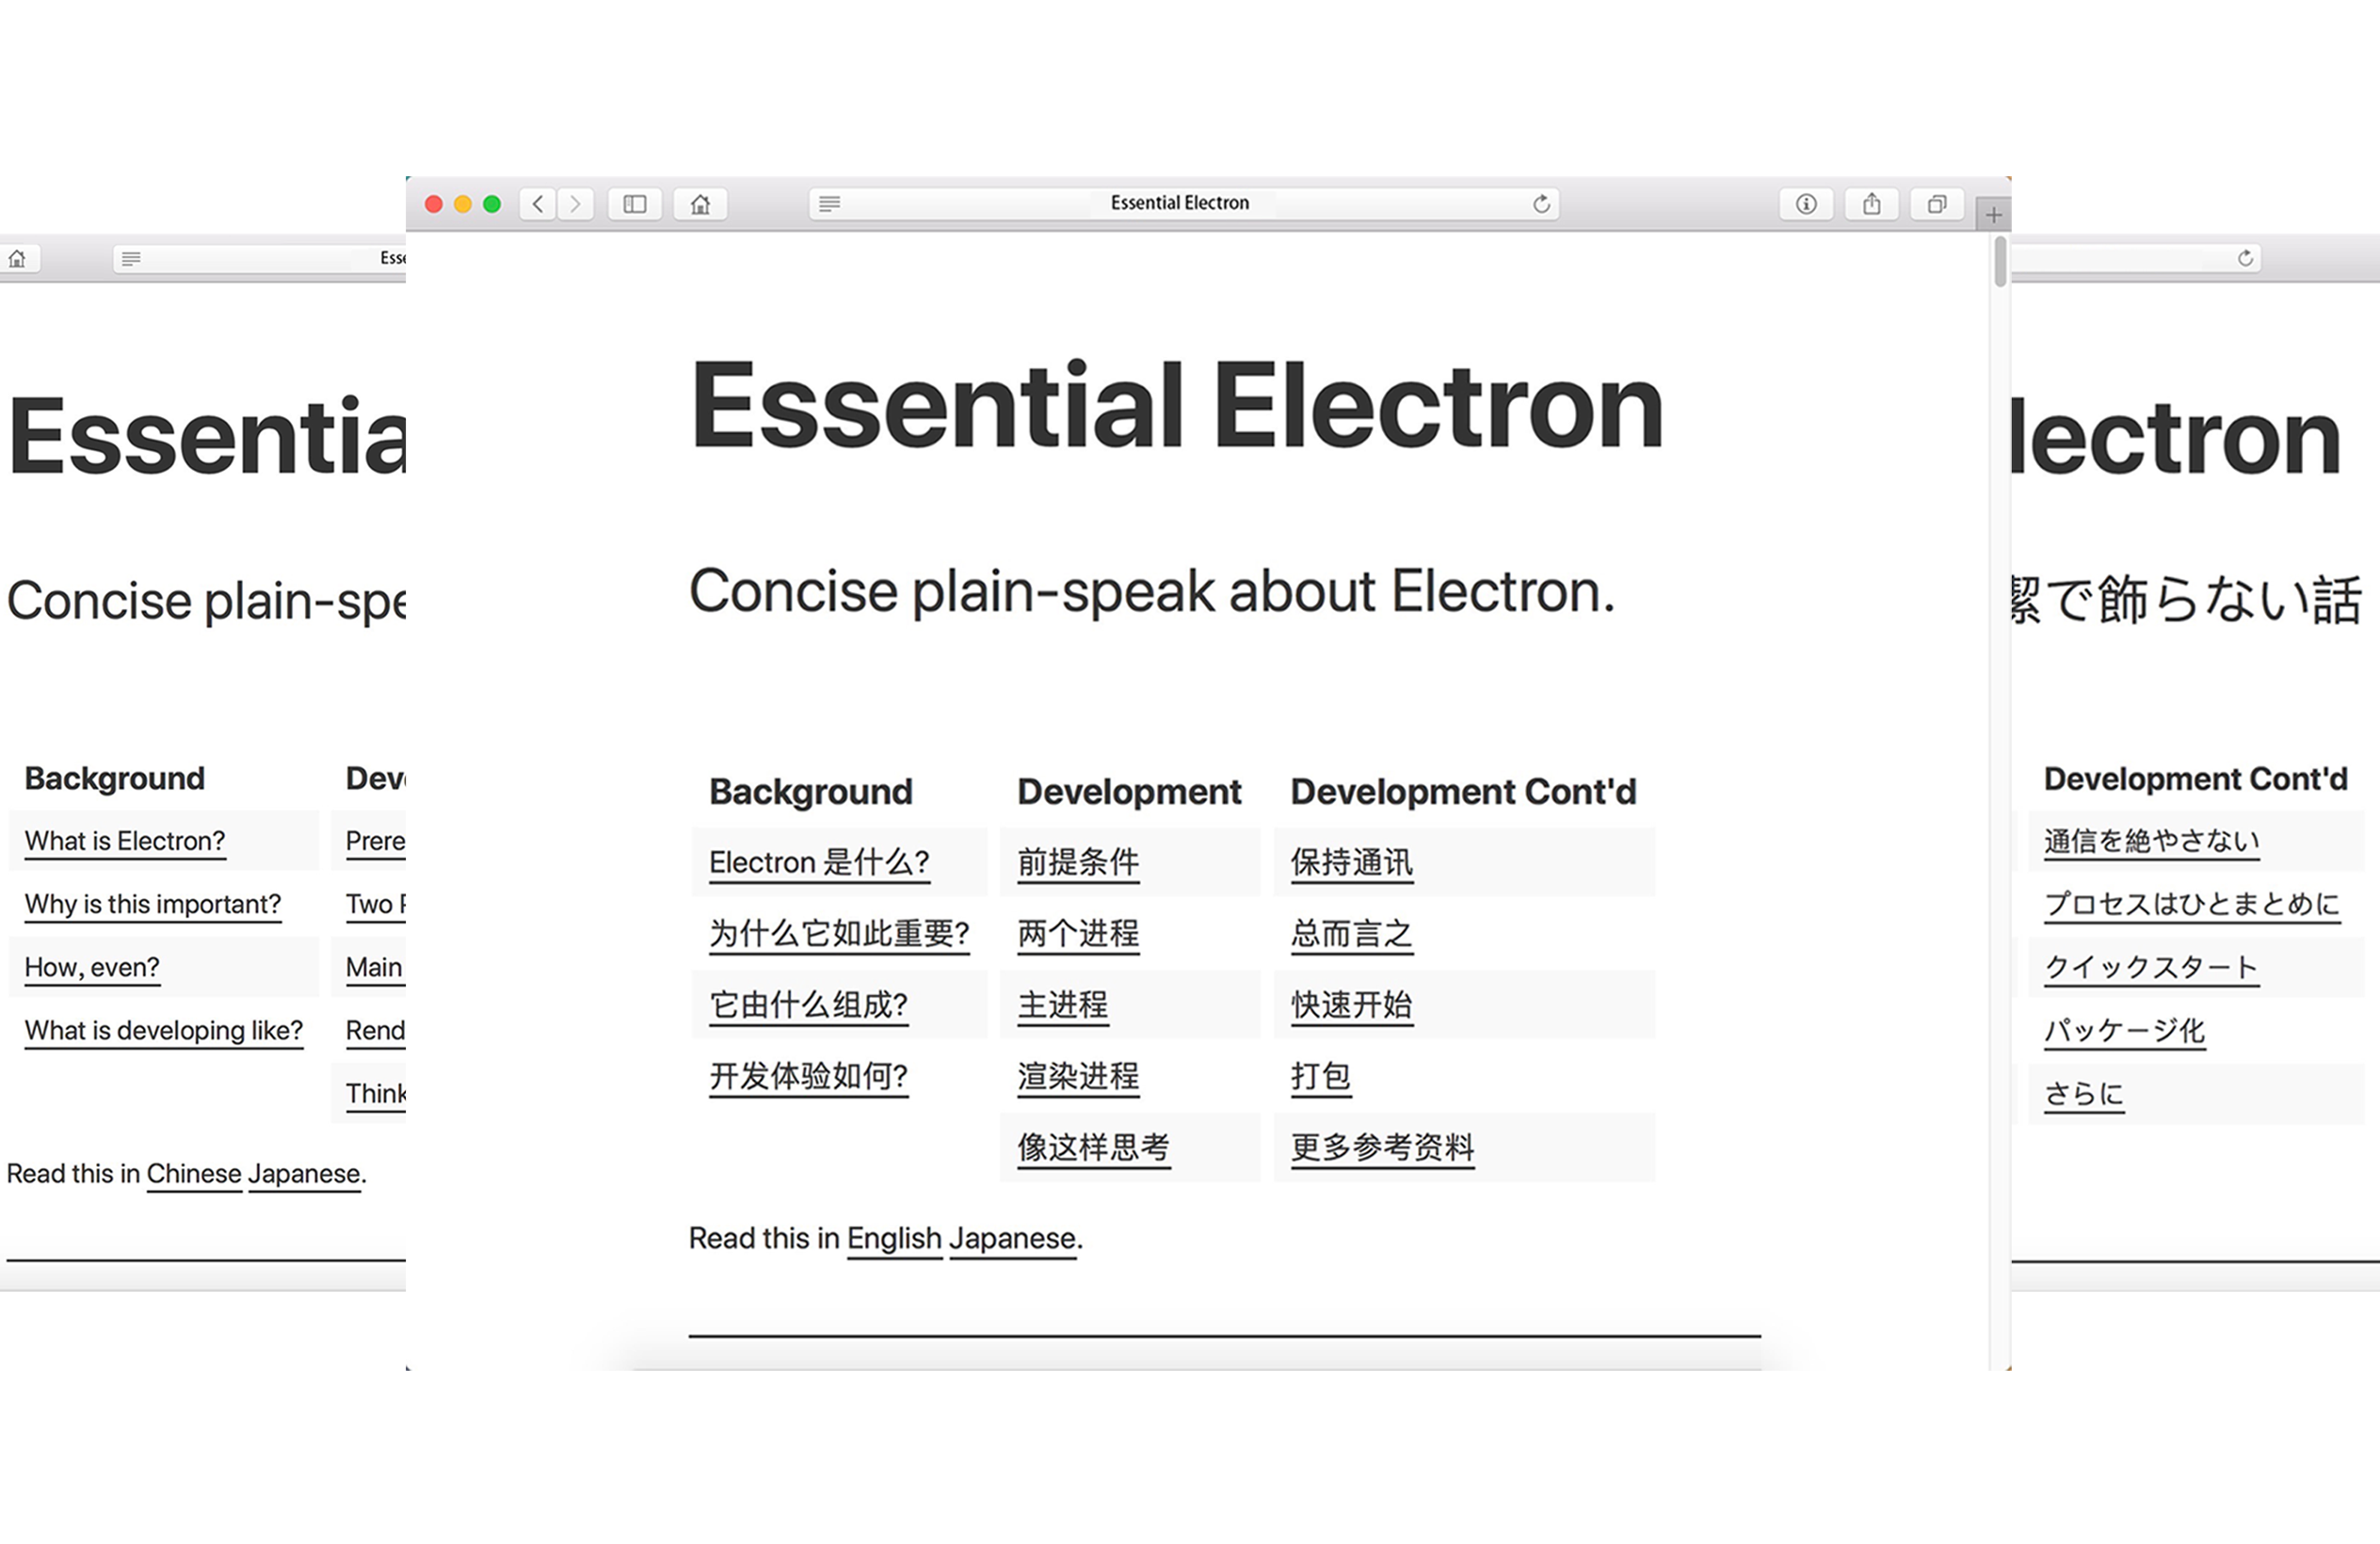 Essential Electron
Essential Electron
Concise plain-speak about Electron.
Background Development Development Cont'd
Electron 是什么? 前提条件 保持通讯
为什么它如此重要? 两个进程 总而言之
它由什么组成? 主进程 快速开始
开发体验如何? 渲染进程 打包
像这样思考 更多参考资料
Read this in English Japanese.
Esse
Essentia
Concise plain-spe
Background Deve
What is Electron? Prere
Why is this important? Two P
How, even? Main
What is developing like? Rend
Think
Read this in Chinese Japanese.
lectron
潔で飾らない話
Development Cont'd
通信を絶やさない
プロセスはひとまとめに
クイックスタート
パッケージ化
さらに